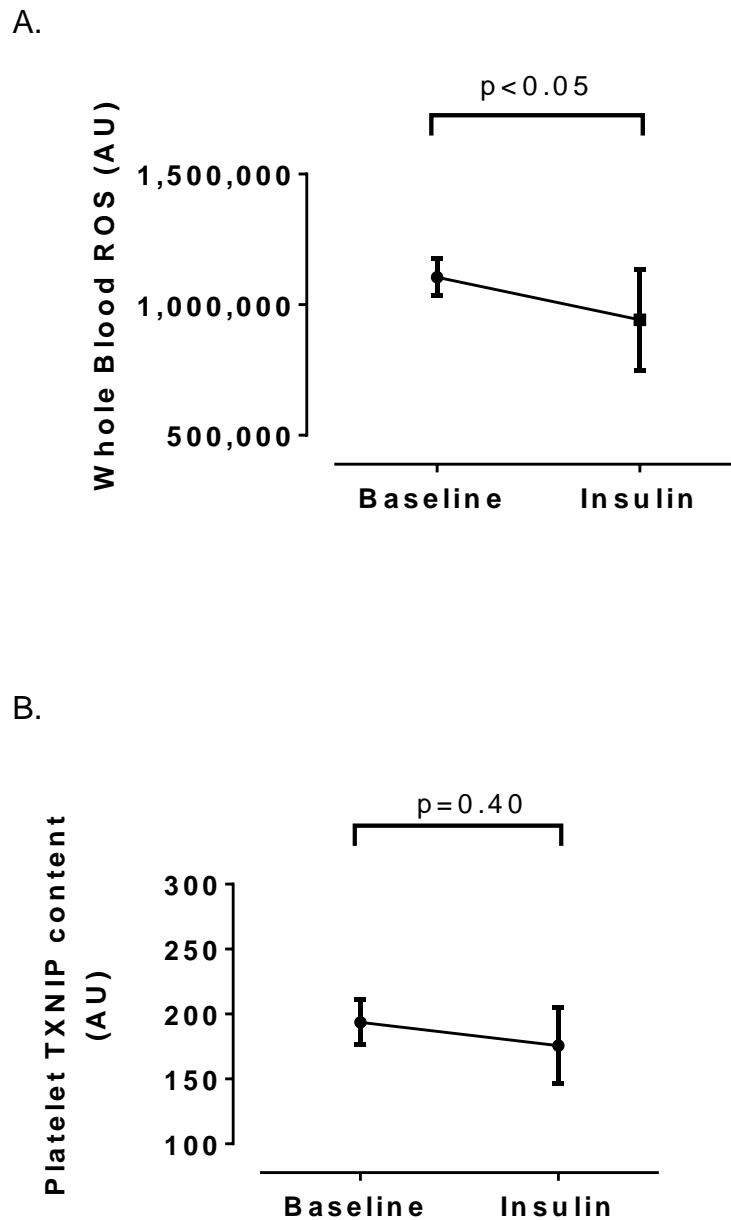 A.
p<0.05
Whole Blood ROS (AU)
1,500,000
1,000,000
500,000
Baseline Insulin
B.
p=0.40
Platelet TXNIP content
(AU)
300
250
200
150
100
Baseline Insulin